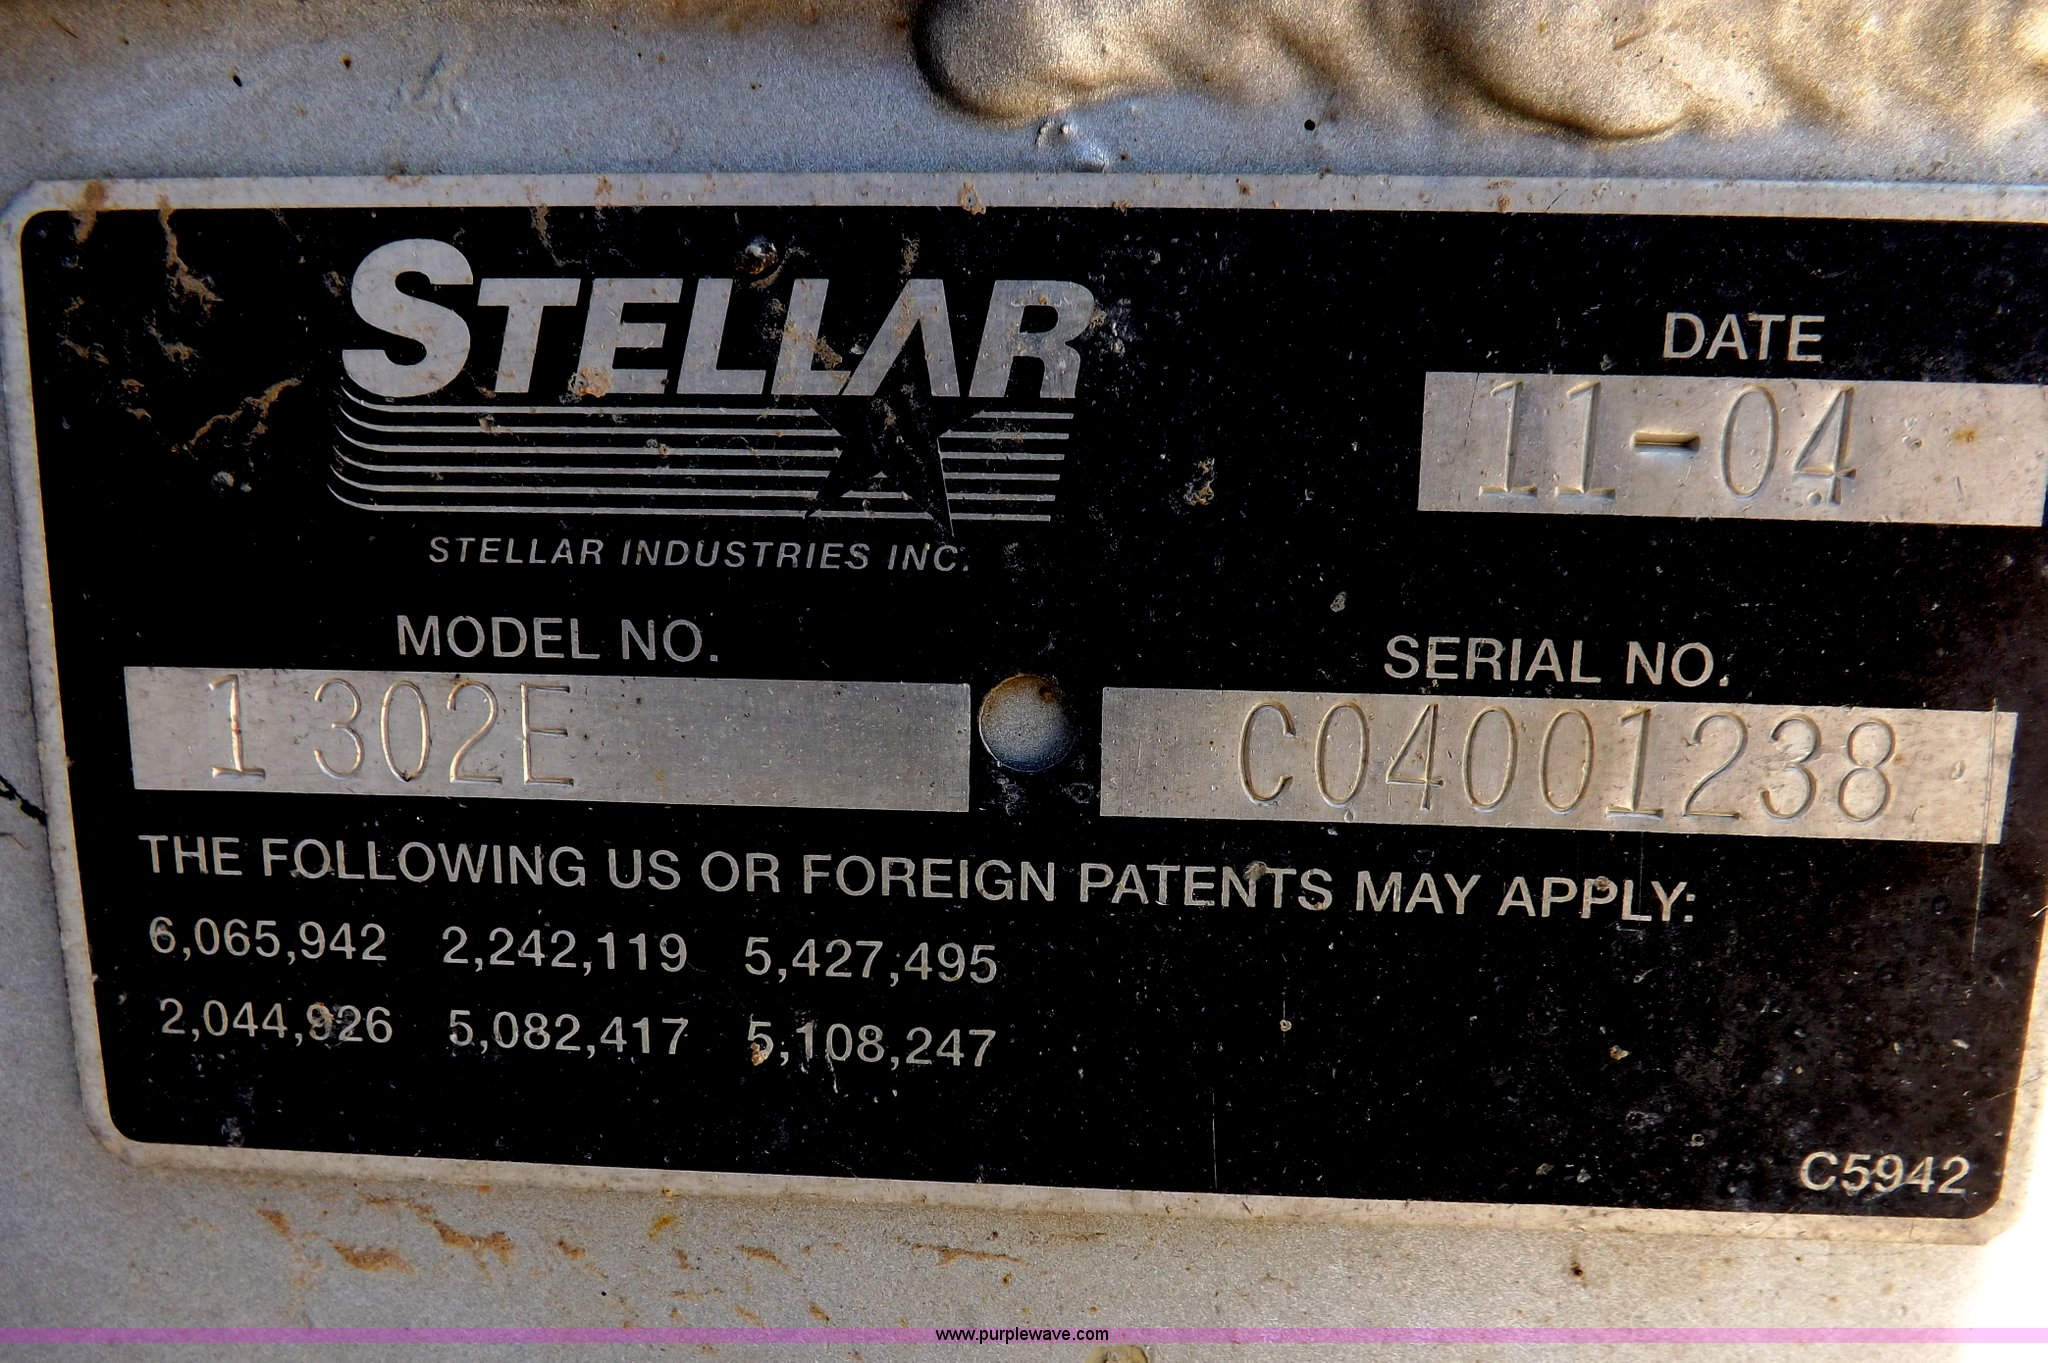 STELLAR
STELLAR INDUSTRIES INC.
DATE
11-04
MODEL NO.
1 302E
SERIAL NO.
C04001238
THE FOLLOWING US OR FOREIGN PATENTS MAY APPLY:
6,065,942 2,242,119 5,427,495
2,044,926 5,082,417 5,108,247
C5942
www.purplewave.com